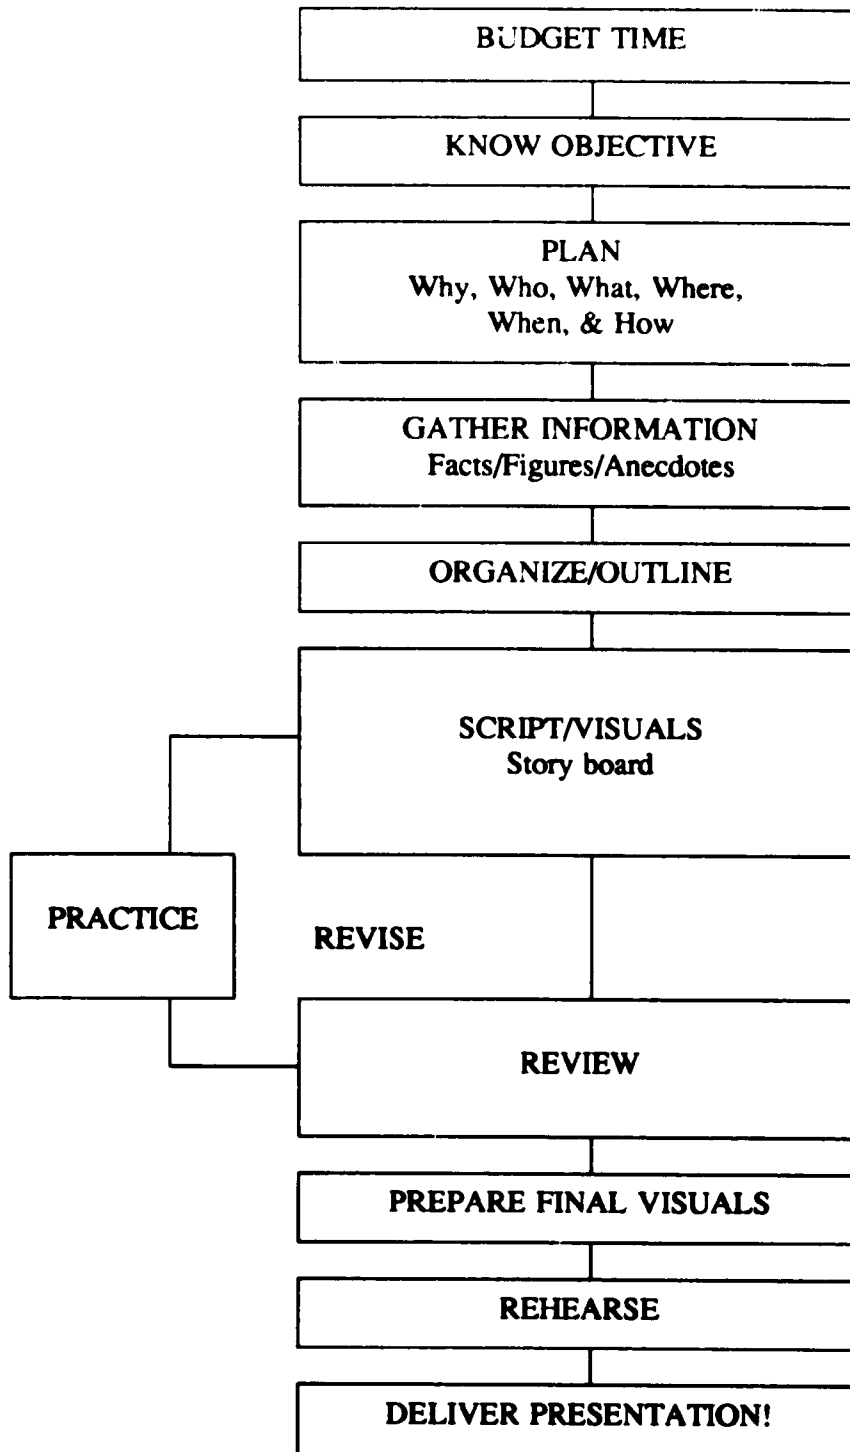 BUDGET TIME
KNOW OBJECTIVE
PLAN
Why, Who, What, Where,
When, & How
GATHER INFORMATION
Facts/Figures/Anecdotes
ORGANIZE/OUTLINE
SCRIPT/VISUALS
Story board
PRACTICE
REVISE
REVIEW
PREPARE FINAL VISUALS
REHEARSE
DELIVER PRESENTATION!